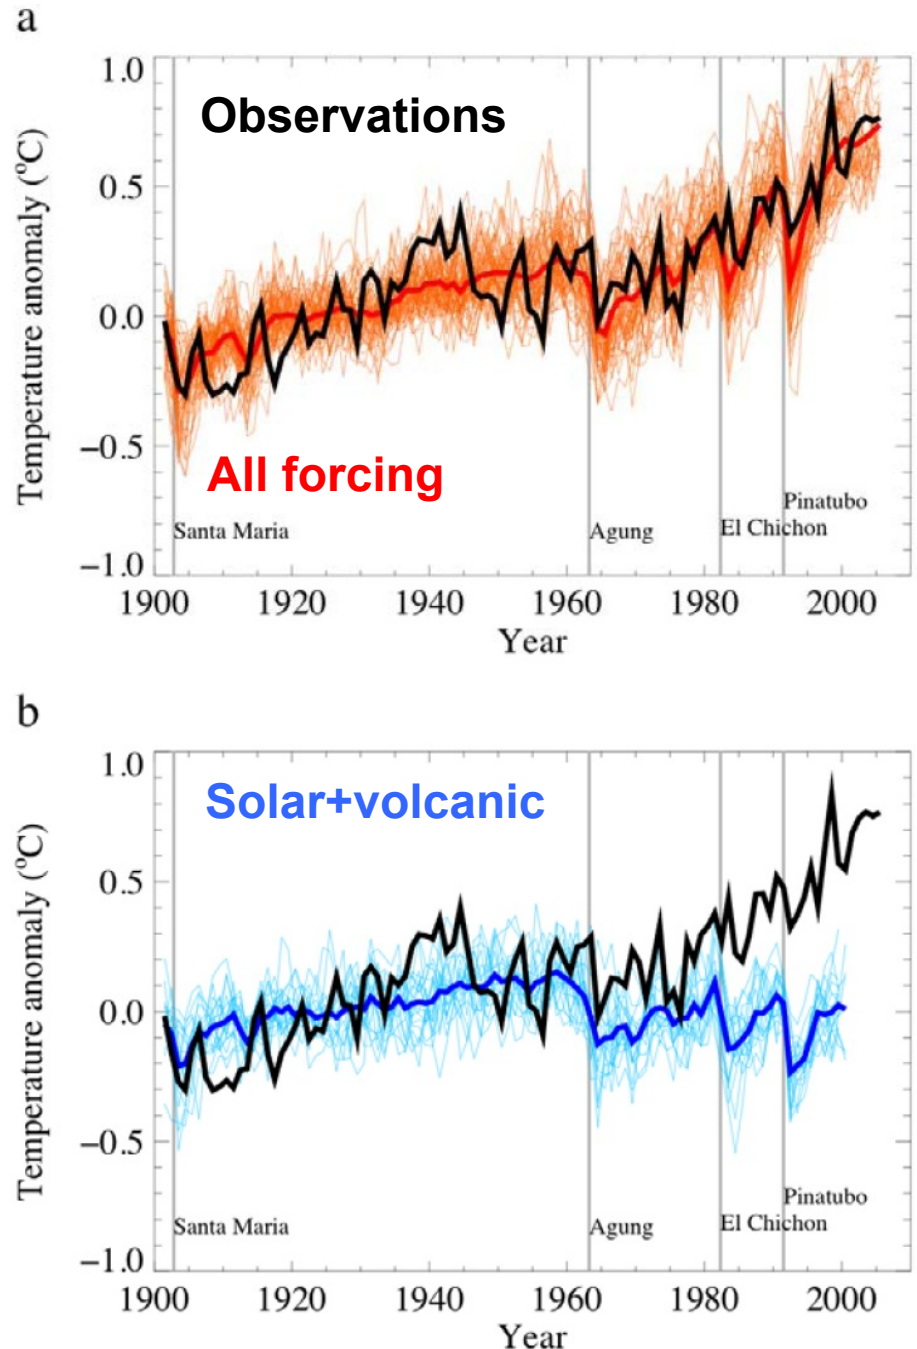 a
Temperature anomaly (°C)
1.0
0.5
0.0
−0.5
−1.0
Observations
All forcing
Santa Maria
Agung
El Chichon
Pinatubo
1900 1920 1940 1960 1980 2000
Year
b
Temperature anomaly (°C)
1.0
0.5
0.0
−0.5
−1.0
Solar+volcanic
Santa Maria
Agung
El Chichon
Pinatubo
1900 1920 1940 1960 1980 2000
Year